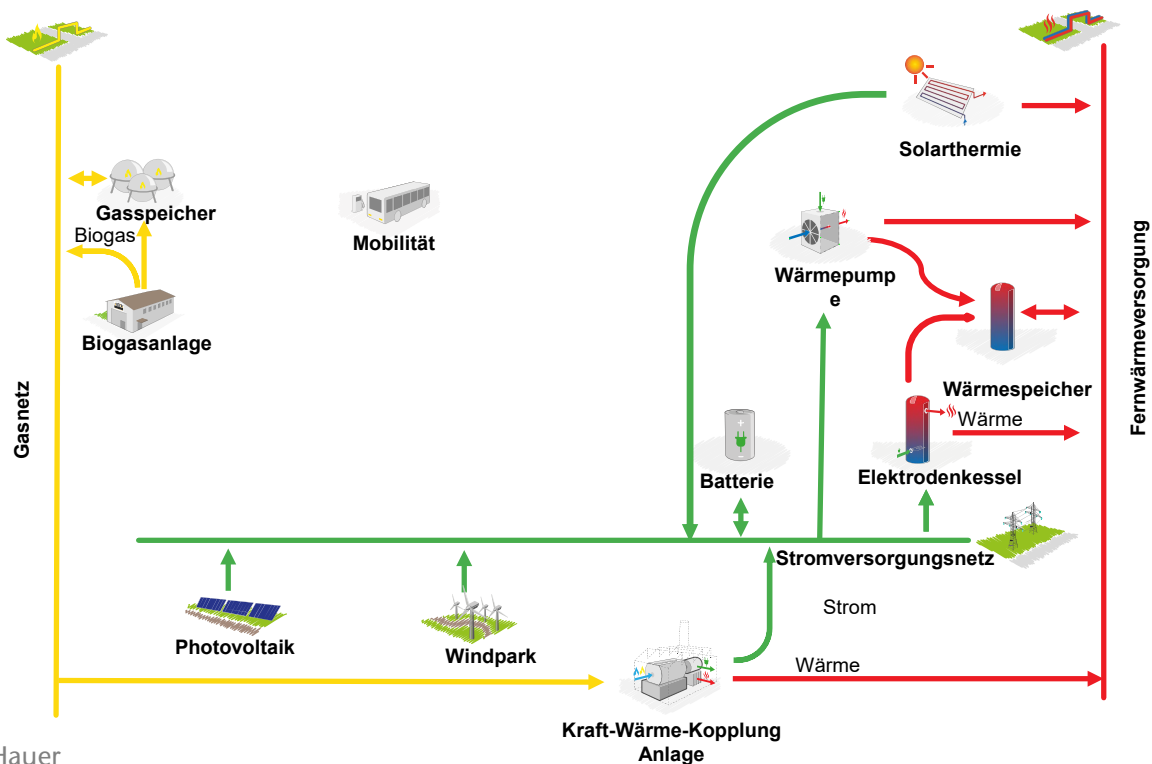 Solarthermie
Gasspeicher
Biogas
Mobilität
Wärmepump
e
Biogasanlage
Wärmespeicher
Wärme
Gasnetz
Fernwärmeversorgung
Batterie
Elektrodenkessel
Stromversorgungsnetz
Strom
Photovoltaik
Windpark
Wärme
Kraft-Wärme-Kopplung
Anlage
Hauer